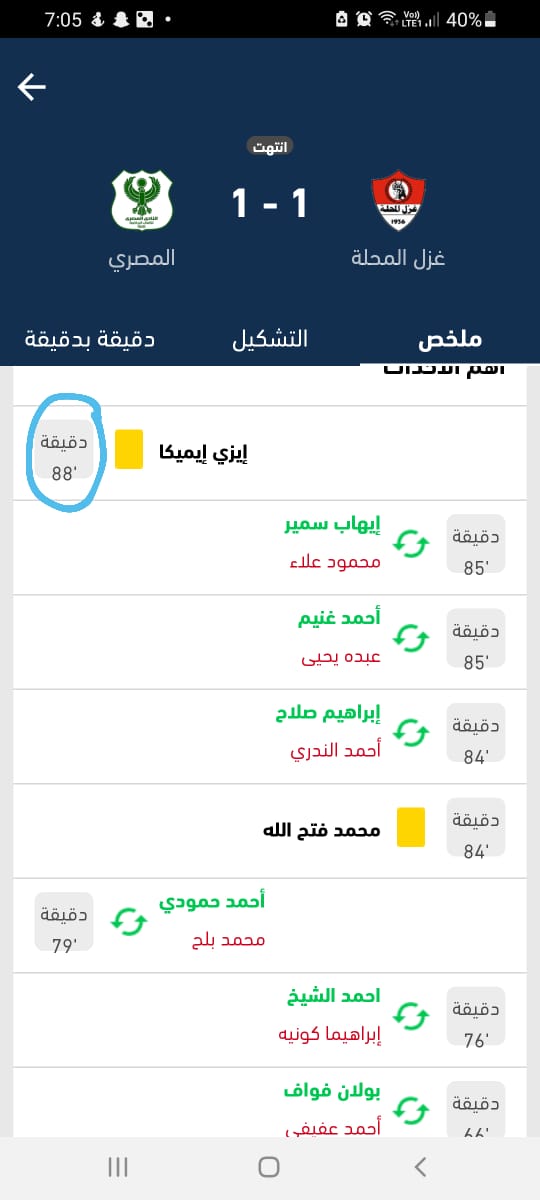 7:05
Vo)) LTE1 40%
انتهت
1 - 1
غزل المحلة
1936
المصري
ملخص
التشكيل
دقيقة بدقيقة
أهم الأحداث
إيزي إيميكا
دقيقة
88'
دقيقة
85'
إيهاب سمير
محمود علاء
دقيقة
85'
أحمد غنيم
عبده يحيى
دقيقة
84'
إبراهيم صلاح
أحمد الندري
دقيقة
84'
محمد فتح الله
أحمد حمودي
محمد بلح
دقيقة
79'
دقيقة
76'
احمد الشيخ
إبراهيما كونيه
دقيقة
66'
بولان فواف
أحمد عفيفي